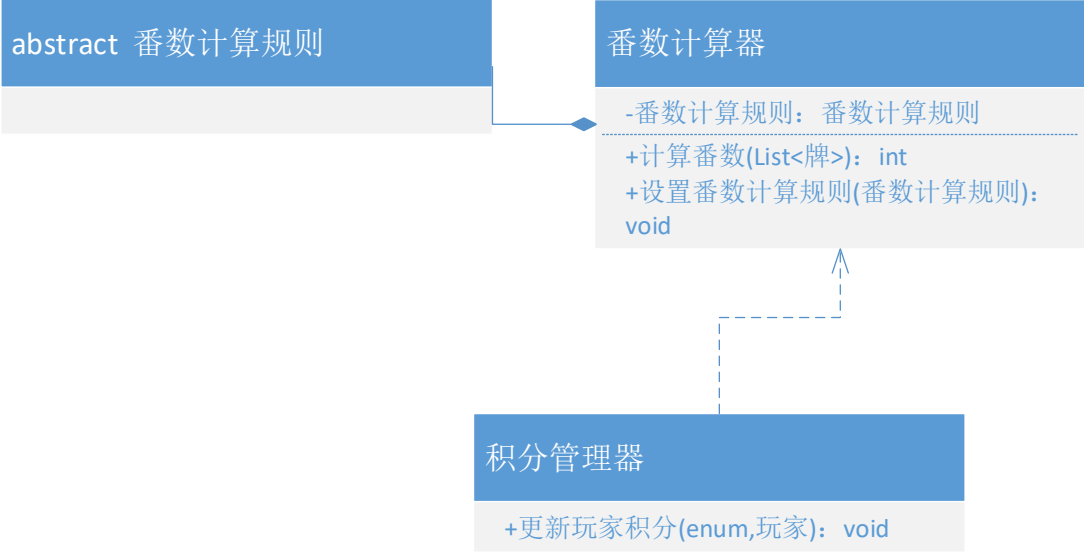 abstract 番数计算规则
番数计算器
-番数计算规则：番数计算规则
+计算番数(List<牌>)：int
+设置番数计算规则(番数计算规则)：
void
积分管理器
+更新玩家积分(enum,玩家)：void